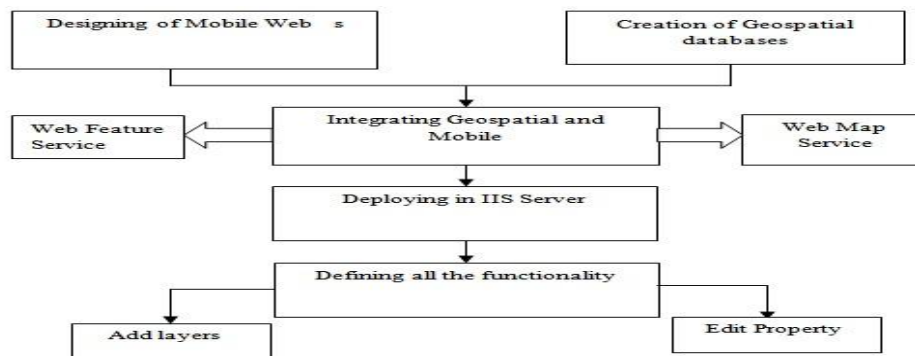 Designing of Mobile Web s
Creation of Geospatial
databases
Integrating Geospatial and
Mobile
Web Feature
Service
Web Map
Service
Deploying in IIS Server
Defining all the functionality
Add layers
Edit Property